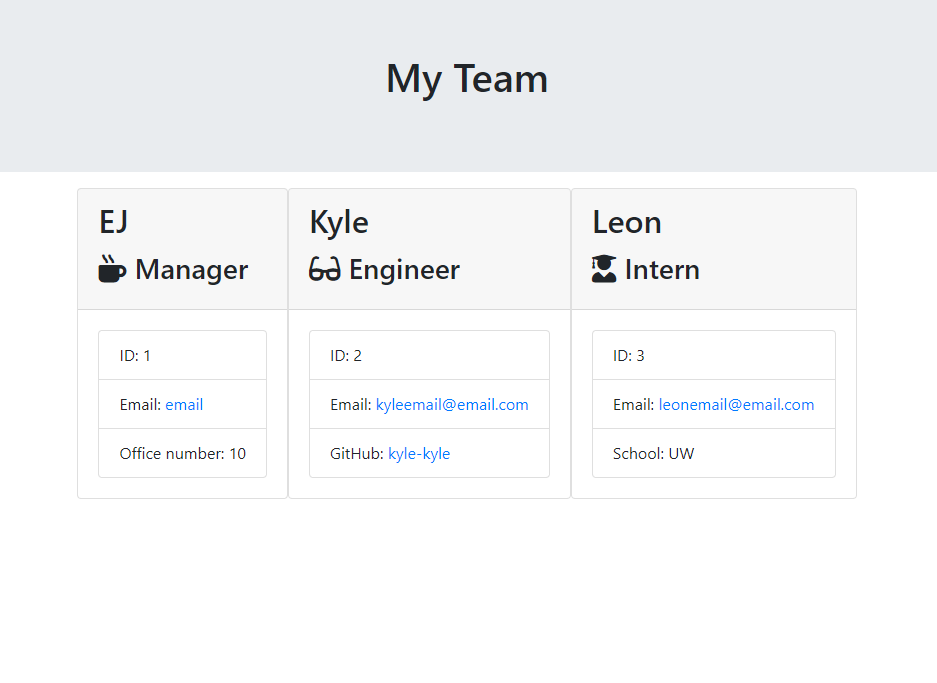 My Team
EJ
Manager
ID: 1
Email: email
Office number: 10
Kyle
Engineer
ID: 2
Email: kyleemail@email.com
GitHub: kyle-kyle
Leon
Intern
ID: 3
Email: leonemail@email.com
School: UW